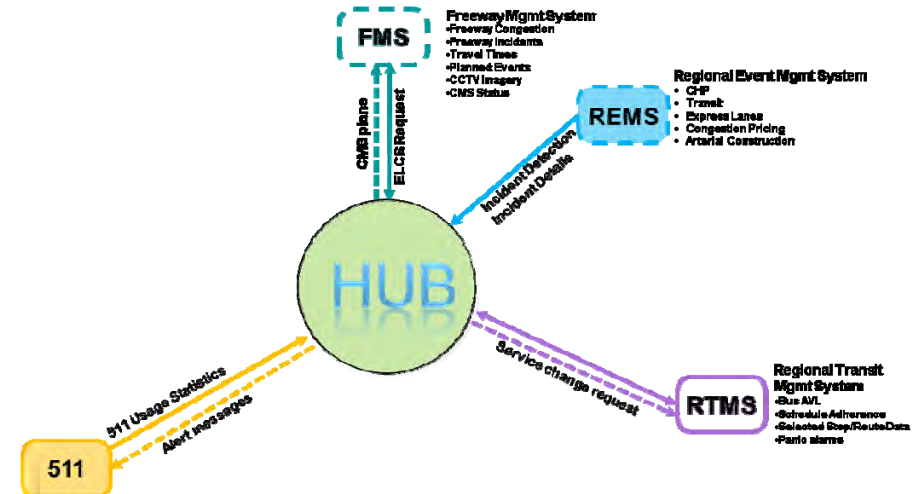 FMS
Freeway Mgmt System
•Freeway Congestion
•Freeway Incidents
•Travel Times
•Planned Events
•CCTV Imagery
•CMS Status
REMS
Regional Event Mgmt System
• CHP
• Transit
• Express Lanes
• Congestion Pricing
• Arterial Construction
CMS plans
Request
Incident Detection
Incident Details
HUB
Service change request
RTMS
Regional Transit
Mgmt System
•Bus AVL
•Schedule Adherence
•Selected Stop/Route Data
•Panic alarms
511 Usage Statistics
Alert messages
511